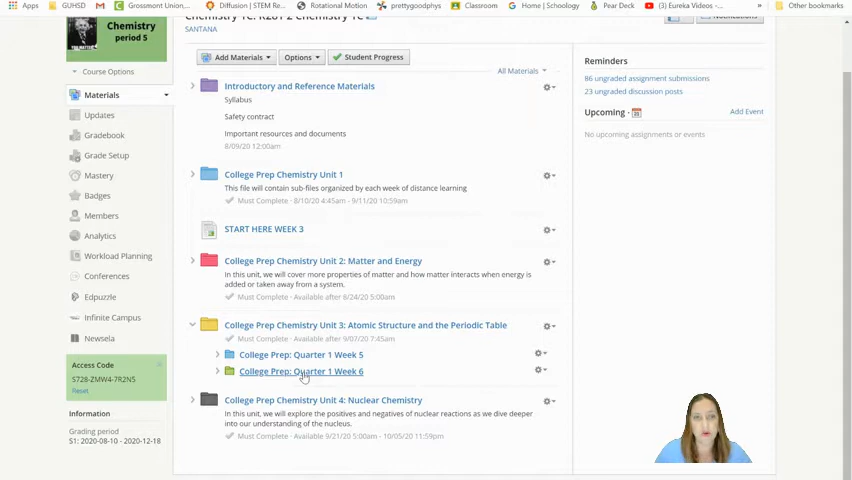 Apps
GUHSD
Grossmont Union,...
Diffusion | STEM Re...
Rotational Motion
prettygoodphys
Classroom
Home | Schoology
Pear Deck
(3) Eureka Videos - ...
Other bookmarks
Chemistry
period 5
SANTANA
Notifications
Add Materials
Options
Student Progress
All Materials
Course Options
Materials
Updates
Gradebook
Grade Setup
Mastery
Badges
Members
Analytics
Workload Planning
Conferences
Edpuzzle
Infinite Campus
Newsela
Access Code
S728-ZMW4-7R2N5
Reset
Information
Grading period
S1: 2020-08-10 - 2020-12-18
Introductory and Reference Materials
Syllabus
Safety contract
Important resources and documents
8/09/20 12:00am
College Prep Chemistry Unit 1
This file will contain sub-files organized by each week of distance learning
Must Complete · 8/10/20 4:45am - 9/11/20 10:59am
START HERE WEEK 3
College Prep Chemistry Unit 2: Matter and Energy
In this unit, we will cover more properties of matter and how matter interacts when energy is
added or taken away from a system.
Must Complete · Available after 8/24/20 5:00am
College Prep Chemistry Unit 3: Atomic Structure and the Periodic Table
Must Complete · Available after 9/07/20 7:45am
College Prep: Quarter 1 Week 5
College Prep: Quarter 1 Week 6
College Prep Chemistry Unit 4: Nuclear Chemistry
In this unit, we will explore the positives and negatives of nuclear reactions as we dive deeper
into our understanding of the nucleus.
Must Complete · Available 9/21/20 5:00am - 10/05/20 11:59pm
Reminders
86 ungraded assignment submissions
23 ungraded discussion posts
Upcoming ·
Add Event
No upcoming assignments or events